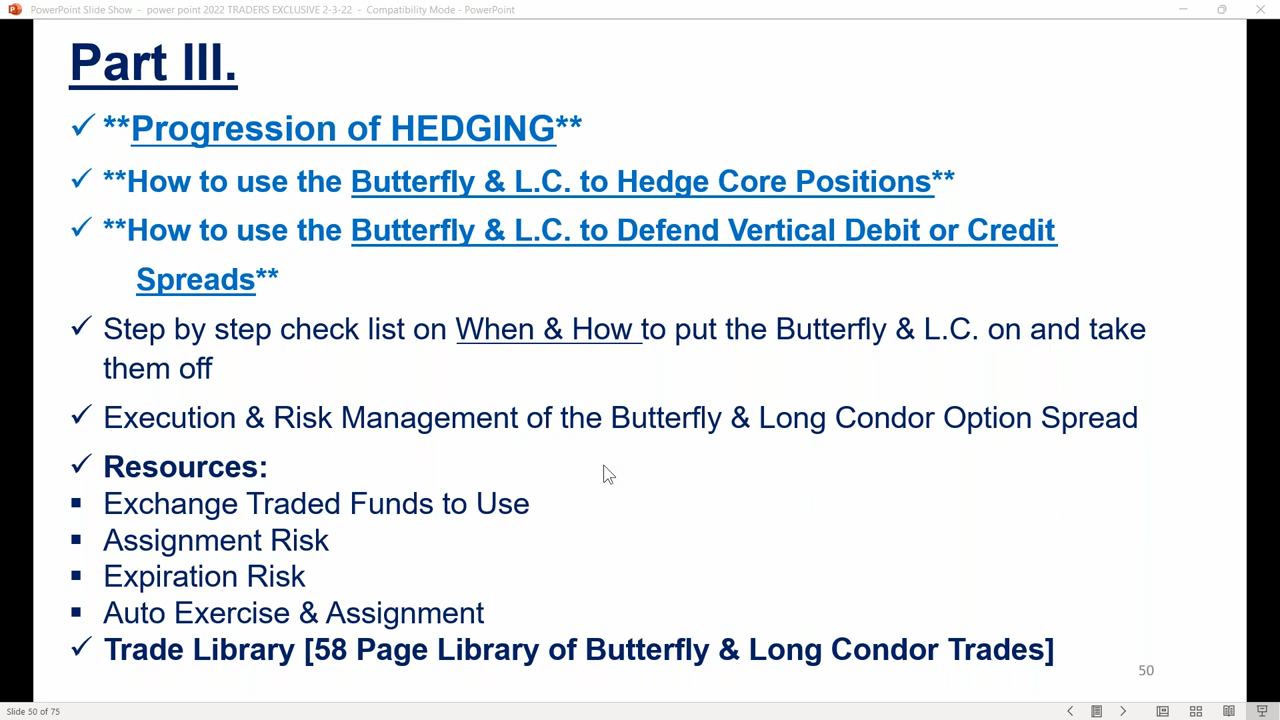 PowerPoint Slide Show - power point 2022 TRADERS EXCLUSIVE 2-3-22 - Compatibility Mode - PowerPoint
Part III.
✓ **Progression of HEDGING**
✓ **How to use the Butterfly & L.C. to Hedge Core Positions**
✓ **How to use the Butterfly & L.C. to Defend Vertical Debit or Credit
Spreads**
✓ Step by step check list on When & How to put the Butterfly & L.C. on and take
them off
✓ Execution & Risk Management of the Butterfly & Long Condor Option Spread
✓ Resources:
▪ Exchange Traded Funds to Use
▪ Assignment Risk
▪ Expiration Risk
▪ Auto Exercise & Assignment
✓ Trade Library [58 Page Library of Butterfly & Long Condor Trades]
50
Slide 50 of 75